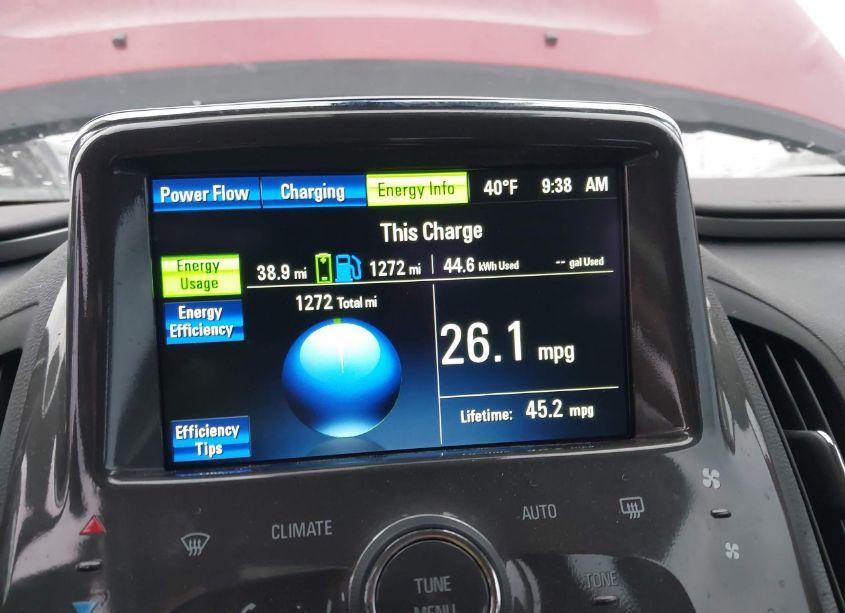 Power Flow Charging Energy Info 40°F 9:38 AM
This Charge
Energy Usage
38.9 mi 1272 mi 44.6 kWh Used -- gal Used
1272 Total mi
Energy Efficiency
26.1 mpg
Lifetime: 45.2 mpg
Efficiency Tips
CLIMATE
AUTO
TUNE
MENU
TONE